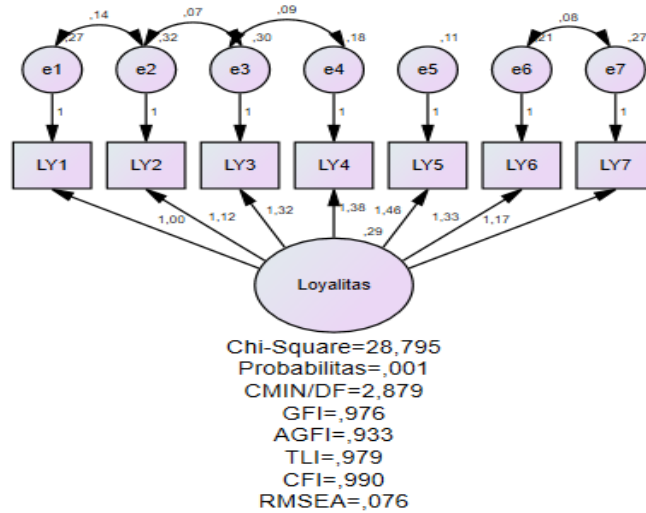 ,14 ,07 ,09 ,08
,27 ,32 ,30 ,18 ,11 ,21 ,27
e1 e2 e3 e4 e5 e6 e7
1 1 1 1 1 1 1
LY1 LY2 LY3 LY4 LY5 LY6 LY7
1,00 1,12 1,32 1,38 1,46 1,33 1,17
,29
Loyalitas
Chi-Square=28,795
Probabilitas=,001
CMIN/DF=2,879
GFI=,976
AGFI=,933
TLI=,979
CFI=,990
RMSEA=,076